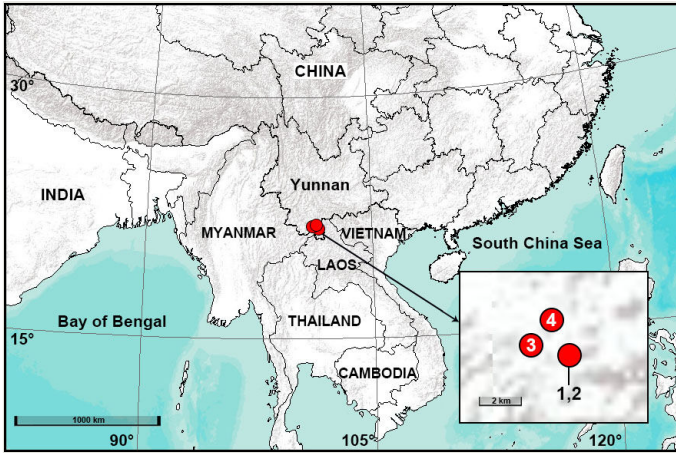 CHINA
30°
Yunnan
INDIA
MYANMAR
VIETNAM
South China Sea
LAOS
Bay of Bengal
THAILAND
4
15°
3
CAMBODIA
1,2
2 km
1000 km
90°
105°
120°